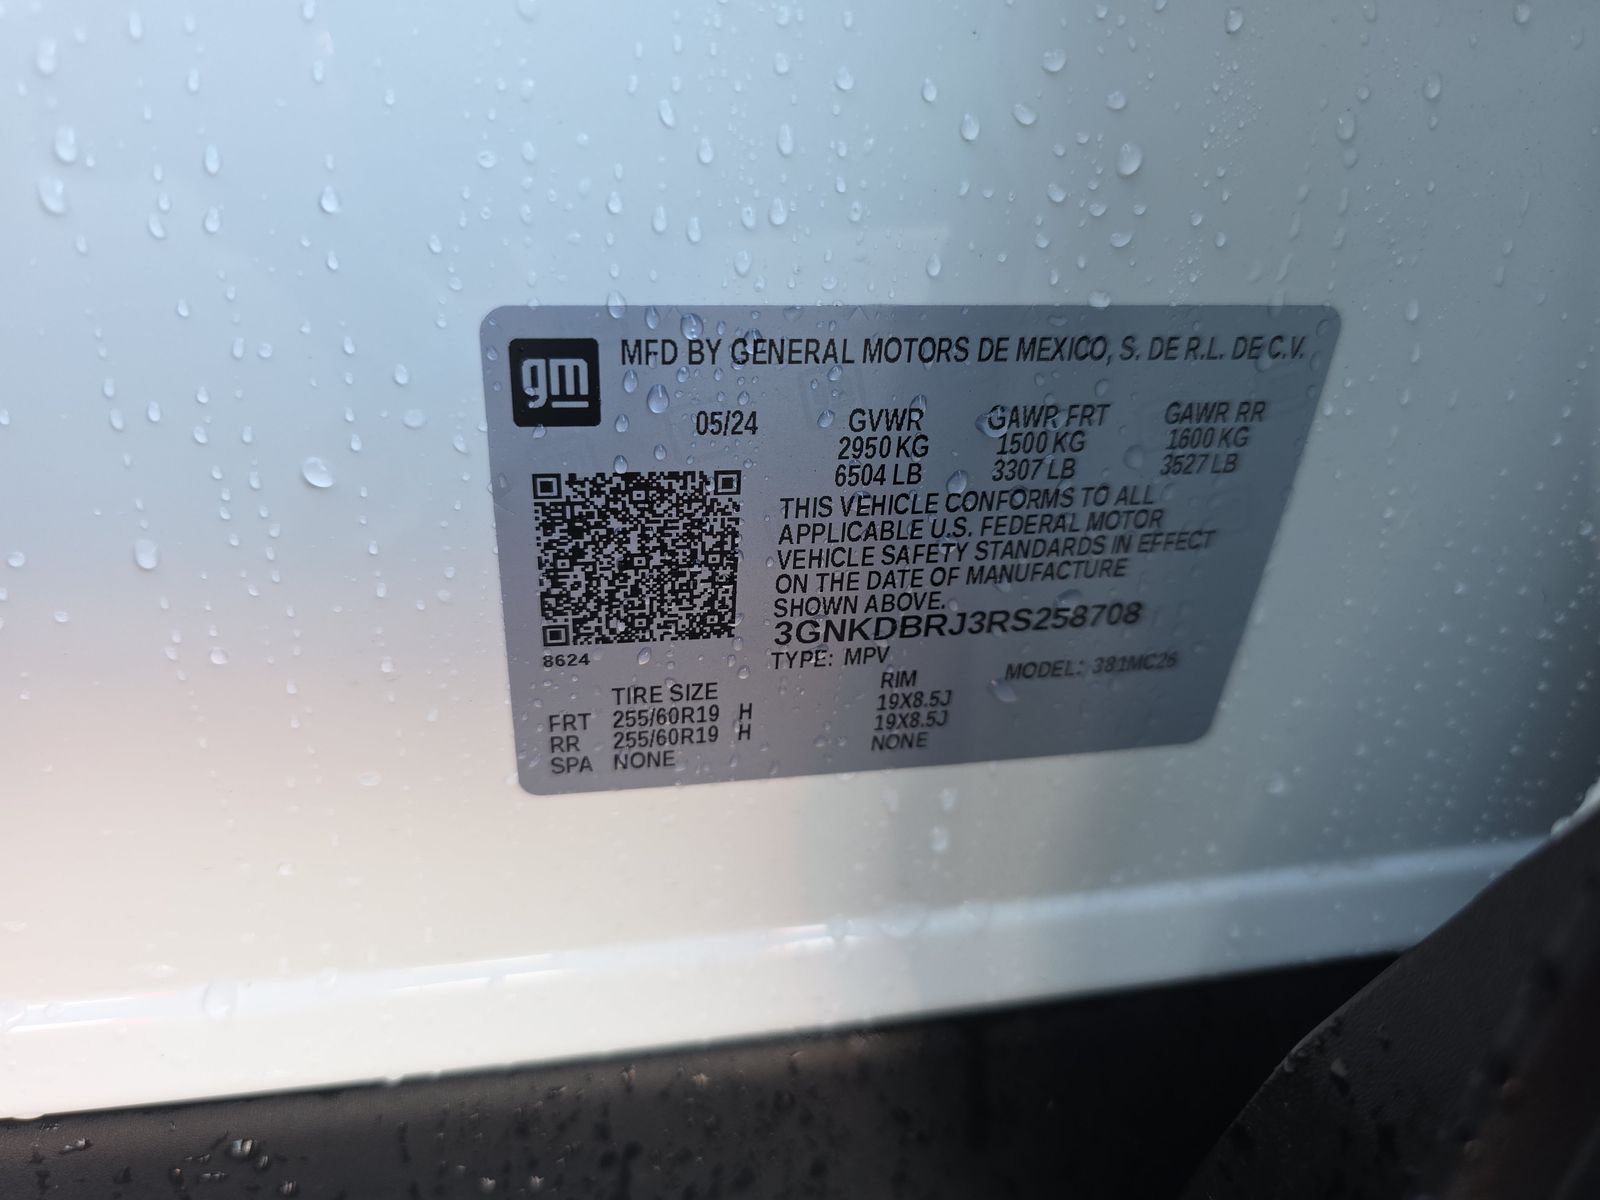 gm
MFD BY GENERAL MOTORS DE MEXICO, S. DE R.L. DE C.V.
05/24 GVWR GAWR FRT GAWR RR
2950 KG 1500 KG 1600 KG
6504 LB 3307 LB 3527 LB
THIS VEHICLE CONFORMS TO ALL
APPLICABLE U.S. FEDERAL MOTOR
VEHICLE SAFETY STANDARDS IN EFFECT
ON THE DATE OF MANUFACTURE
SHOWN ABOVE.
3GNKDBRJ3RS258708
8624
TYPE: MPV MODEL: 381MC26
TIRE SIZE RIM
FRT 255/60R19 H 19X8.5J
RR 255/60R19 H 19X8.5J
SPA NONE NONE